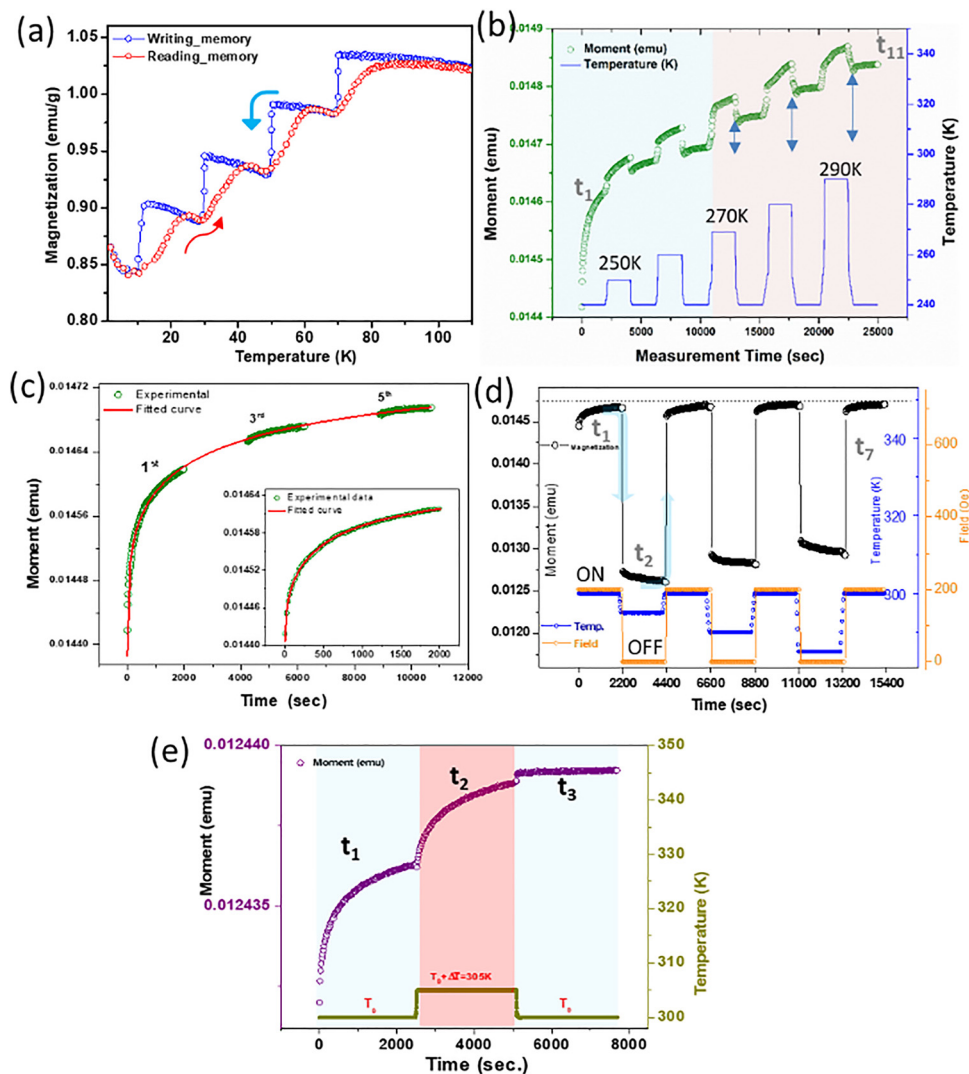 (a)
Writing_memory
Reading_memory
Magnetization (emu/g)
1.05
1.00
0.95
0.90
0.85
0.80
20 40 60 80 100
Temperature (K)
(b)
Moment (emu)
Temperature (K)
t1
t11
250K
270K
290K
Moment (emu)
0.0149
0.0148
0.0147
0.0146
0.0145
0.0144
0 5000 10000 15000 20000 25000
Measurement Time (sec)
Temperature (K)
340
320
300
280
260
240
(c)
Experimental
Fitted curve
1st
3rd
5th
Moment (emu)
0.01472
0.01464
0.01456
0.01448
0.01440
0 2000 4000 6000 8000 10000 12000
Time (sec)
Experimental data
Fitted curve
0.01464
0.01458
0.01452
0.01446
0.01440
0 500 1000 1500 2000
(d)
t1
Magnetization
t2
t7
ON
OFF
Temp.
Field
Moment (emu)
0.0145
0.0140
0.0135
0.0130
0.0125
0.0120
0 2200 4400 6600 8800 11000 13200 15400
Time (sec)
Temperature (K)
340
320
300
Field (Oe)
600
400
200
0
(e)
Moment (emu)
t1
t2
t3
T0
T0+ΔT=305K
T0
Moment (emu)
0.012440
0.012435
0 2000 4000 6000 8000
Time (sec.)
Temperature (K)
350
340
330
320
310
300